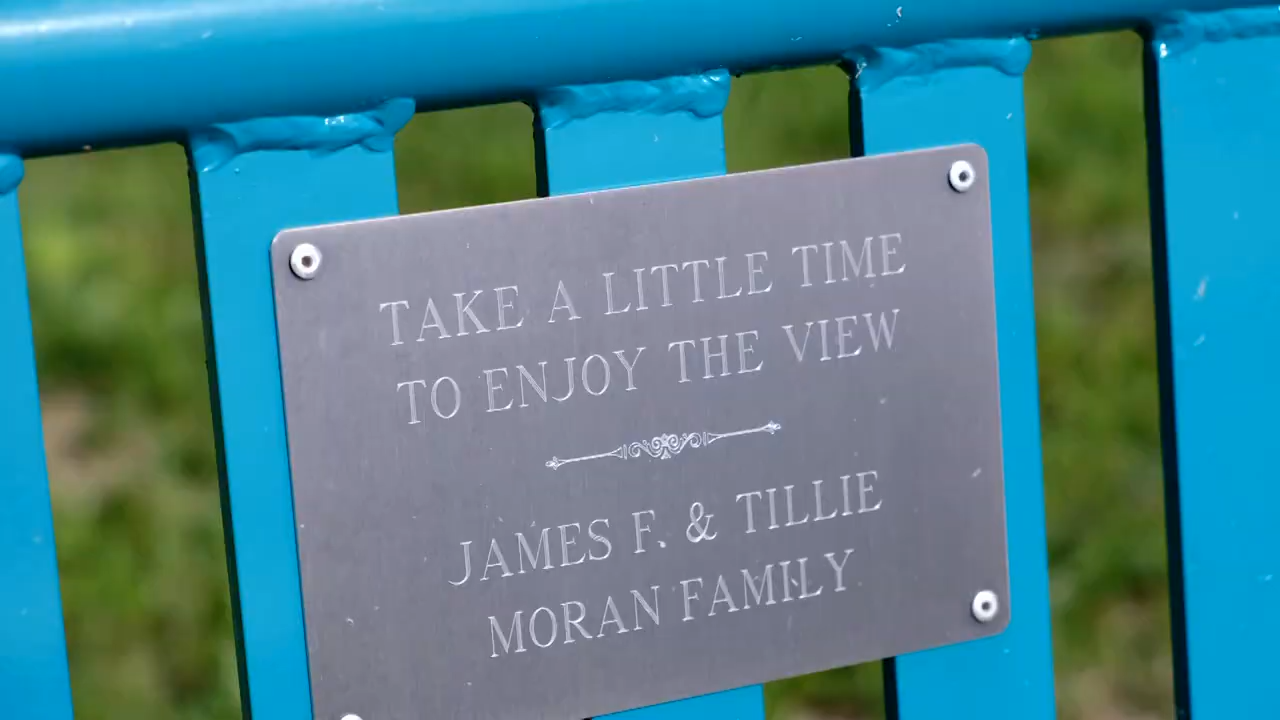 TAKE A LITTLE TIME
TO ENJOY THE VIEW
JAMES F. & TILLIE
MORAN FAMILY